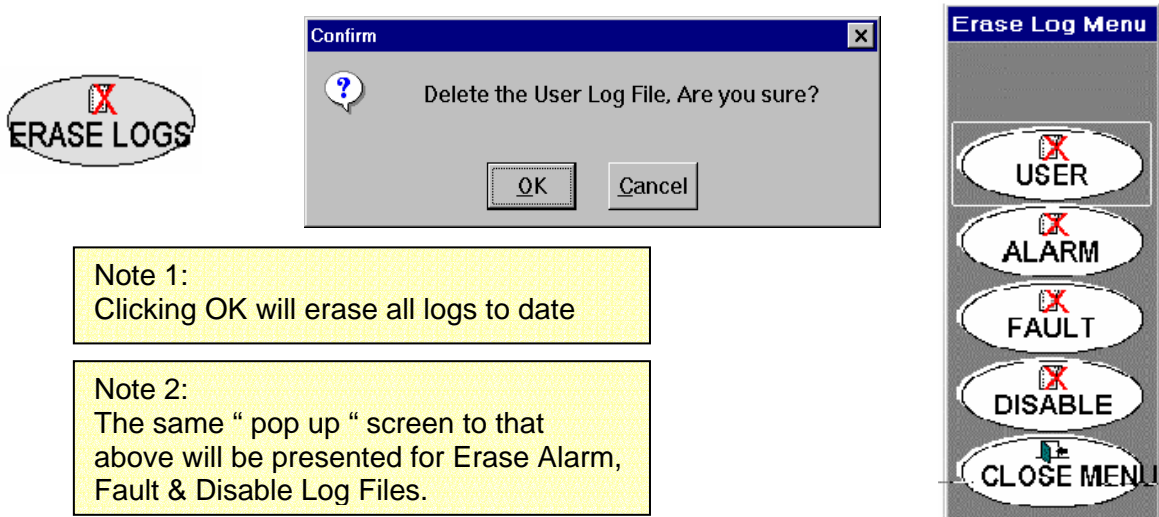 ERASE LOGS
Confirm
Delete the User Log File, Are you sure?
OK
Cancel
Note 1:
Clicking OK will erase all logs to date
Note 2:
The same “ pop up “ screen to that
above will be presented for Erase Alarm,
Fault & Disable Log Files.
Erase Log Menu
USER
ALARM
FAULT
DISABLE
CLOSE MENU